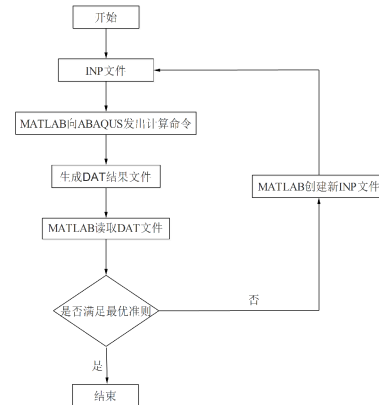 开始
INP文件
MATLAB向ABAQUS发出计算命令
生成DAT结果文件
MATLAB创建新INP文件
MATLAB读取DAT文件
是否满足最优准则
否
是
结束